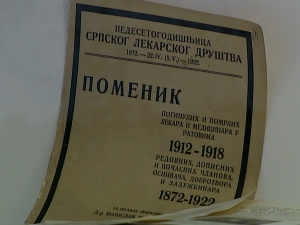 ПЕДЕСЕТОГОДИШЊИЦА
СРПСКОГ ЛЕКАРСКОГ ДРУШТВА
1872.—22. IV. (5. V.)—1922.
ПОМЕНИК
ПОГИНУЛИХ И ПОМРЛИХ
ЛЕКАРА И МЕДИЦИНАРА У
РАТОВИМА
1912-1918
РЕДОВНИХ, ДОПИСНИХ
И ПОЧАСНИХ ЧЛАНОВА,
ОСНИВАЧА, ДОБРОТВОРА
И ЗАДУЖБИНАРА
1872-1922